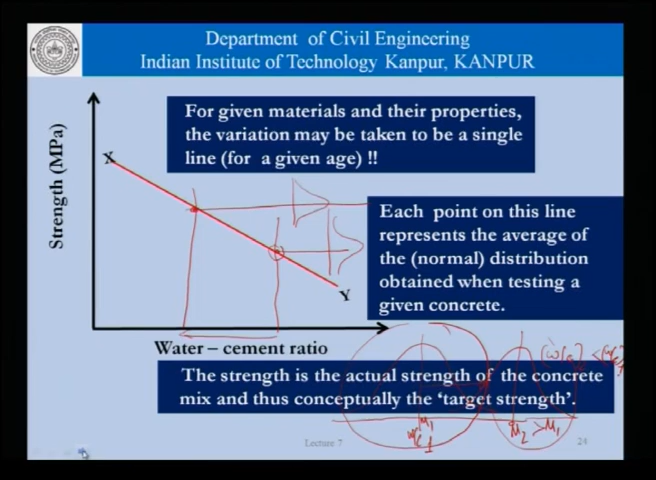 Department of Civil Engineering
Indian Institute of Technology Kanpur, KANPUR
Strength (MPa)
X
Y
Water – cement ratio
For given materials and their properties,
the variation may be taken to be a single
line (for a given age) !!
Each point on this line
represents the average of
the (normal) distribution
obtained when testing a
given concrete.
The strength is the actual strength of the concrete
mix and thus conceptually the ‘target strength’.
μ₁
μ₂ > μ₁
Lecture 7
24